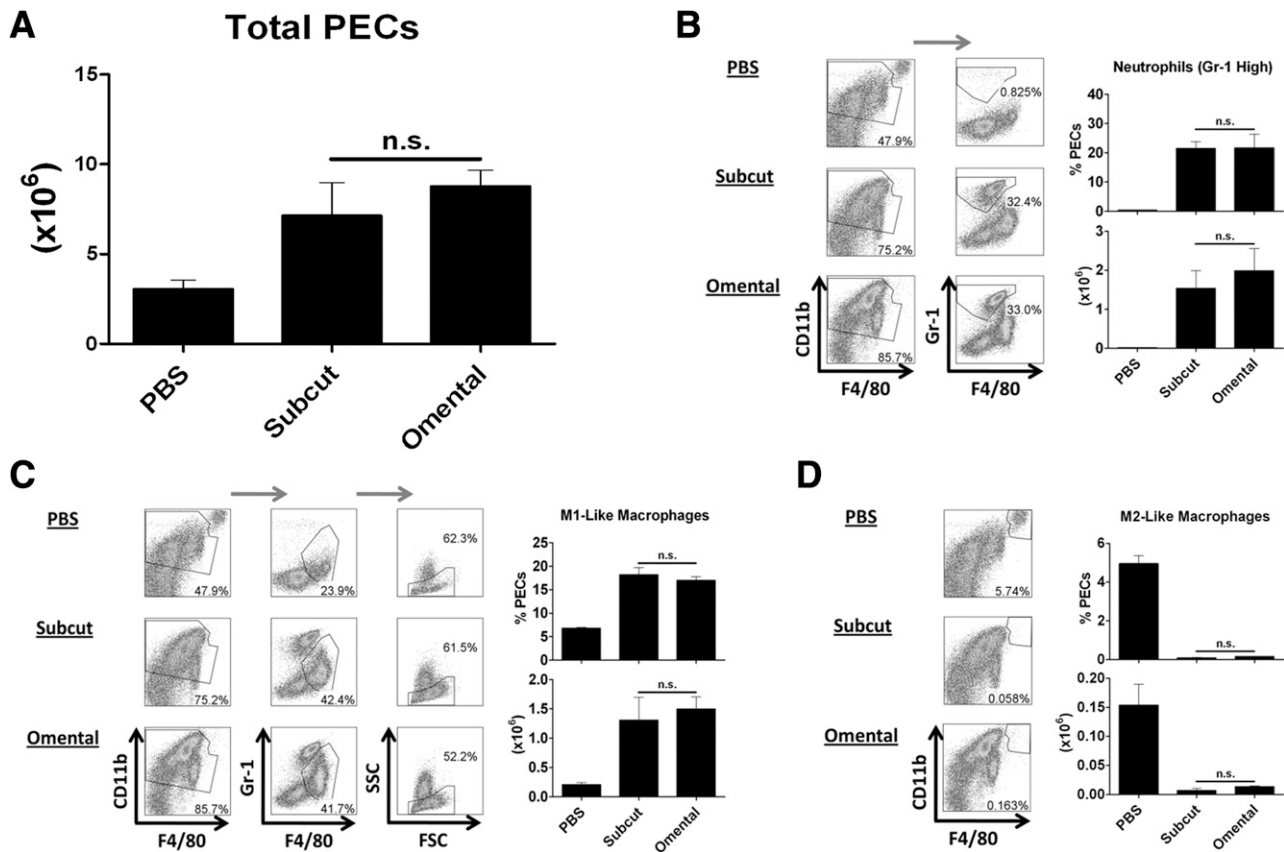 A
Total PECs
(x10⁶)
15
10
5
0
n.s.
PBS
Subcut
Omental
B
PBS
Subcut
Omental
47.9%
0.825%
75.2%
32.4%
85.7%
33.0%
CD11b
F4/80
Gr-1
F4/80
Neutrophils (Gr-1 High)
% PECs
40
30
20
10
0
n.s.
(x10⁶)
3
2
1
0
n.s.
PBS
Subcut
Omental
C
PBS
Subcut
Omental
47.9%
23.9%
62.3%
75.2%
42.4%
61.5%
85.7%
41.7%
52.2%
CD11b
F4/80
Gr-1
F4/80
SSC
FSC
M1-Like Macrophages
% PECs
25
20
15
10
5
0
n.s.
(x10⁶)
2.0
1.5
1.0
0.5
0.0
n.s.
PBS
Subcut
Omental
D
PBS
Subcut
Omental
5.74%
0.058%
0.163%
CD11b
F4/80
M2-Like Macrophages
% PECs
6
4
2
0
n.s.
(x10⁶)
0.20
0.15
0.10
0.05
0.00
n.s.
PBS
Subcut
Omental